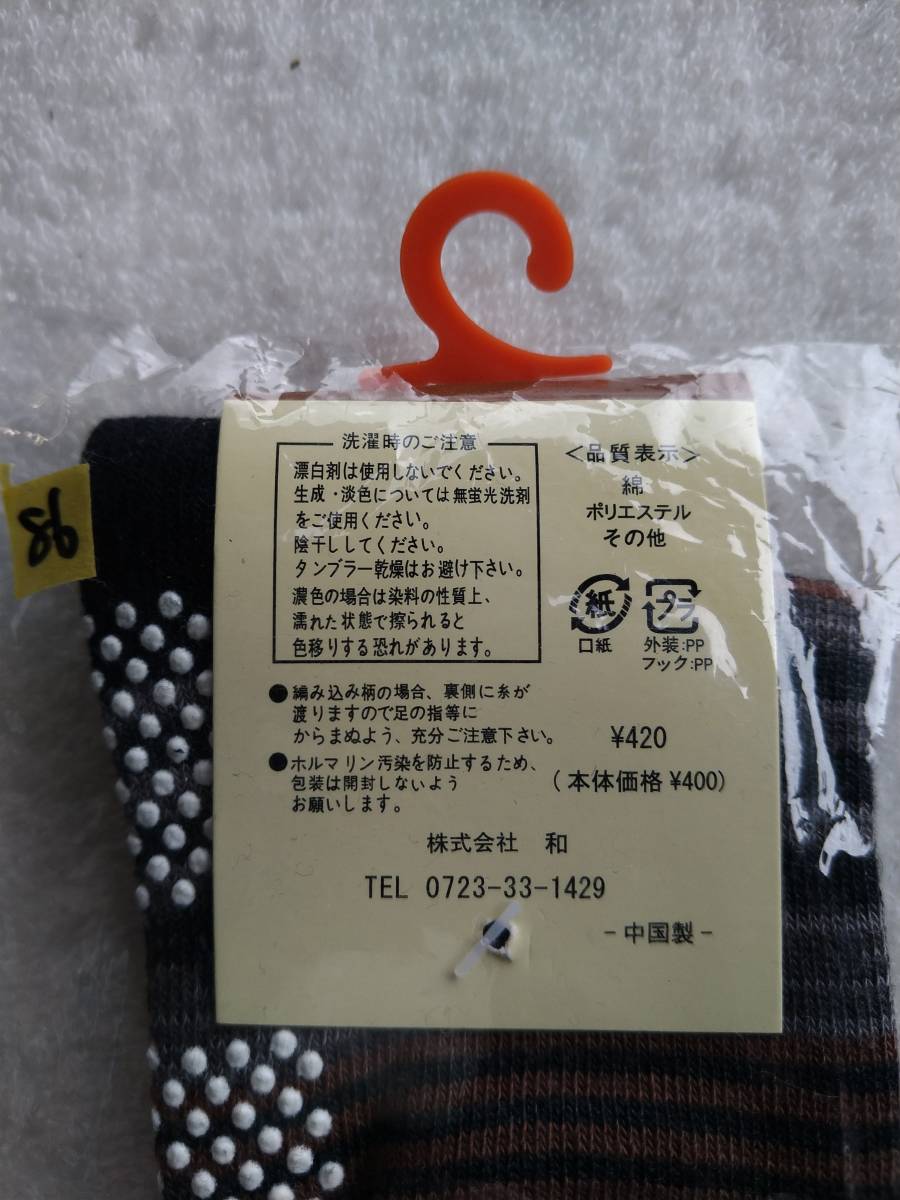 洗濯時のご注意
漂白剤は使用しないでください。
生成・淡色については無蛍光洗剤
をご使用ください。
陰干ししてください。
タンブラー乾燥はお避け下さい。
濃色の場合は染料の性質上、
濡れた状態で擦られると
色移りする恐れがあります。
●編み込み柄の場合、裏側に糸が
渡りますので足の指等に
からまぬよう、充分ご注意下さい。
●ホルマリン汚染を防止するため、
包装は開封しないよう
お願いします。
<品質表示>
綿
ポリエステル
その他
紙
プラ
口紙
外装:PP
フック:PP
¥420
(本体価格¥400)
株式会社 和
TEL 0723-33-1429
-中国製-